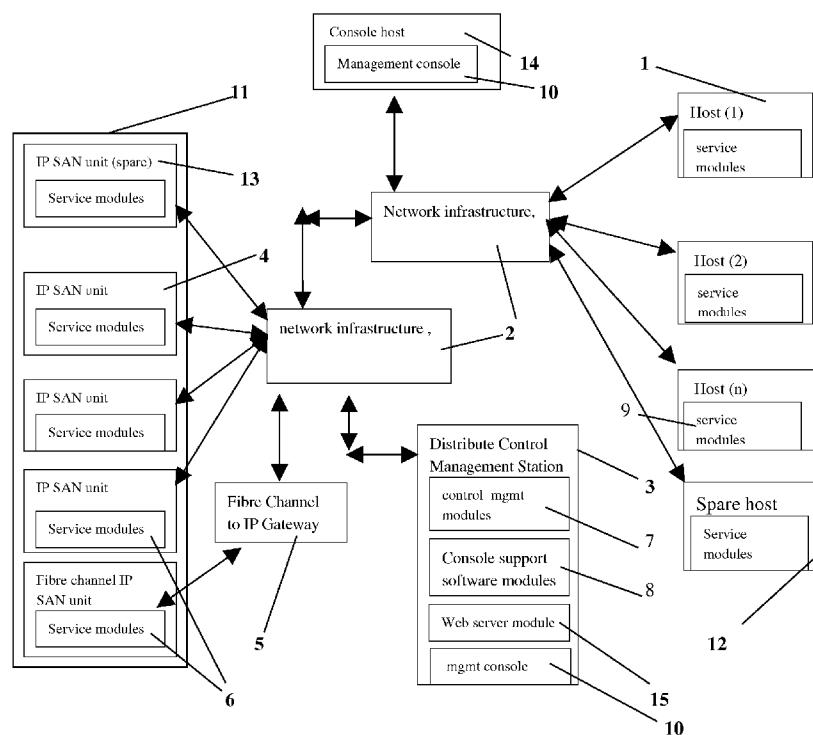 Console host
Management console
14
10
11
IP SAN unit (spare)
13
Service modules
4
IP SAN unit
Service modules
IP SAN unit
Service modules
IP SAN unit
Service modules
Fibre channel IP
SAN unit
Service modules
6
Network infrastructure,
network infrastructure ,
2
Fibre Channel
to IP Gateway
5
Distribute Control
Management Station
3
control mgmt
modules
7
Console support
software modules
8
Web server module
15
mgmt console
10
1
Host (1)
service
modules
Host (2)
service
modules
Host (n)
9
service
modules
Spare host
Service
modules
12